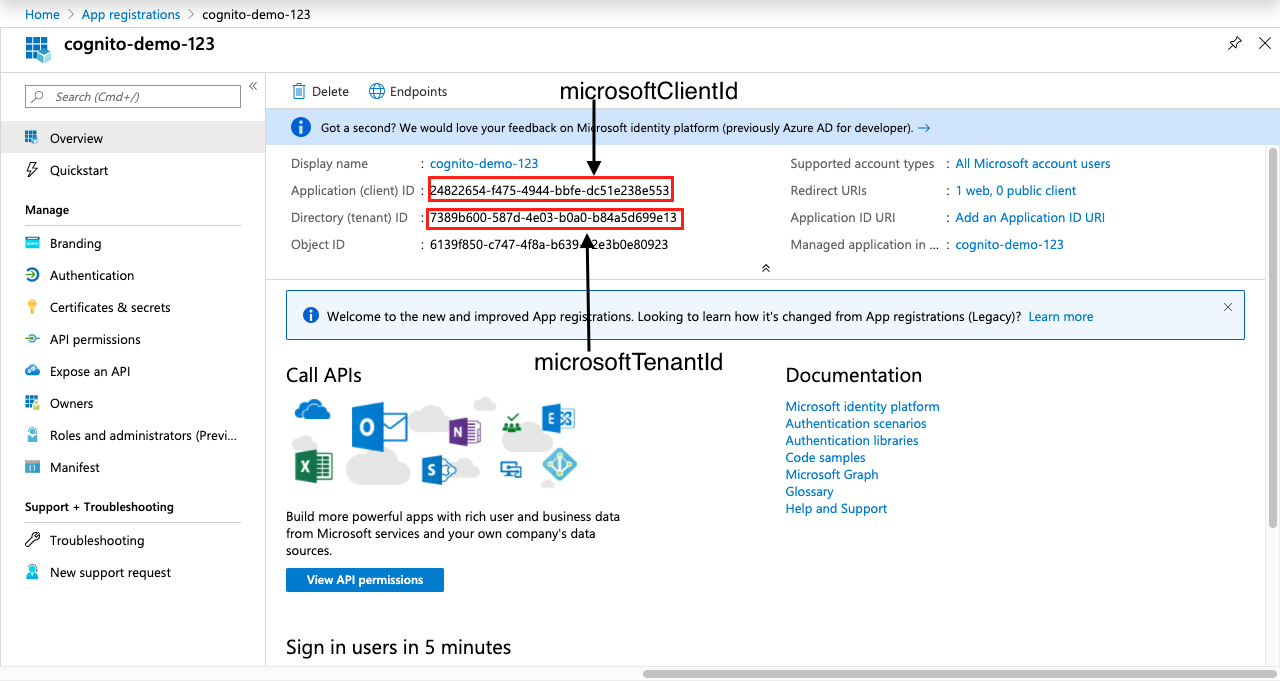 Home > App registrations > cognito-demo-123
cognito-demo-123
Search (Cmd+/)
Overview
Quickstart
Manage
Branding
Authentication
Certificates & secrets
API permissions
Expose an API
Owners
Roles and administrators (Previ...
Manifest
Support + Troubleshooting
Troubleshooting
New support request
Delete
Endpoints
microsoftClientId
Got a second? We would love your feedback on Microsoft identity platform (previously Azure AD for developer). →
Display name : cognito-demo-123
Application (client) ID : 24822654-f475-4944-bbfe-dc51e238e553
Directory (tenant) ID : 7389b600-587d-4e03-b0a0-b84a5d699e13
Object ID : 6139f850-c747-4f8a-b639- 2e3b0e80923
Supported account types : All Microsoft account users
Redirect URIs : 1 web, 0 public client
Application ID URI : Add an Application ID URI
Managed application in ... : cognito-demo-123
Welcome to the new and improved App registrations. Looking to learn how it's changed from App registrations (Legacy)? Learn more
microsoftTenantId
Call APIs
Build more powerful apps with rich user and business data
from Microsoft services and your own company's data
sources.
View API permissions
Documentation
Microsoft identity platform
Authentication scenarios
Authentication libraries
Code samples
Microsoft Graph
Glossary
Help and Support
Sign in users in 5 minutes